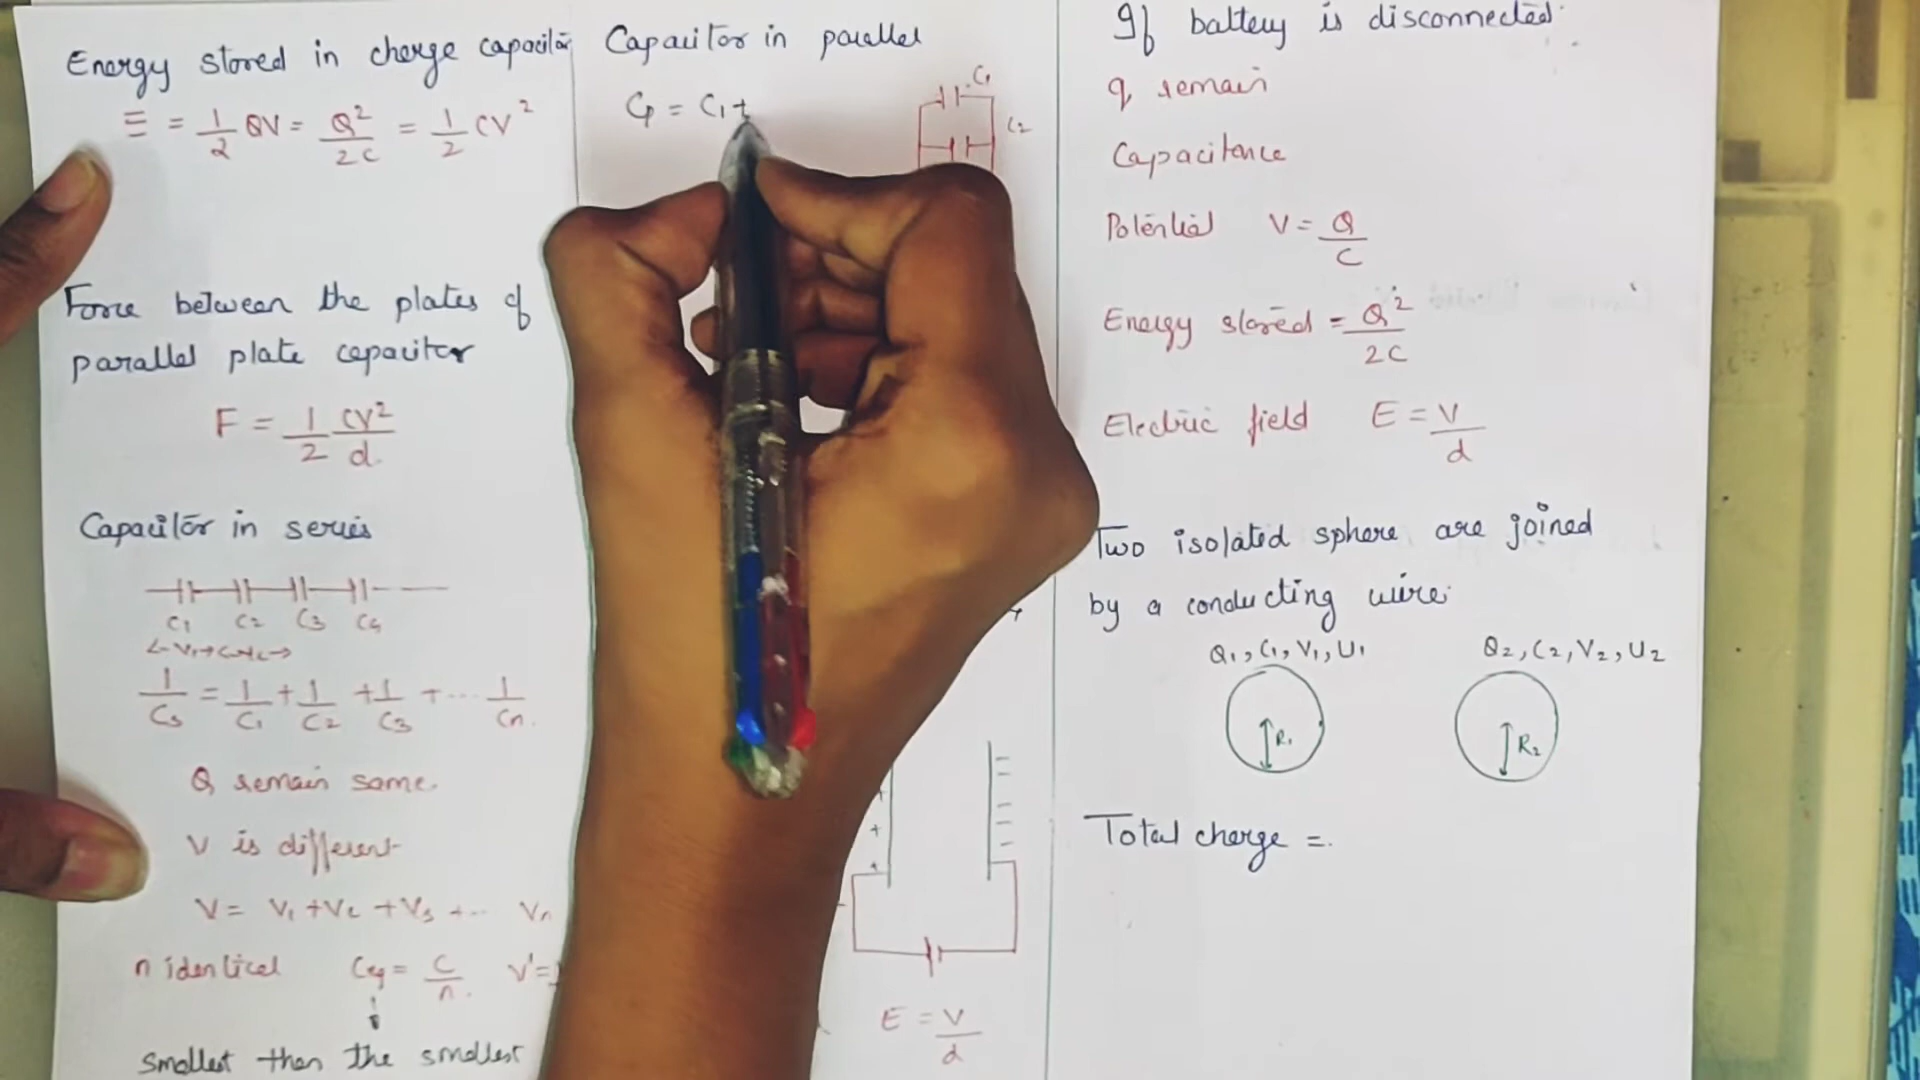 Energy stored in charge capacitor
E = 1/2 QV = Q²/2C = 1/2 CV²
Force between the plates of
parallel plate capacitor
F = 1/2 CV²/d
Capacitor in series
C1 C2 C3 C4
1/Cs = 1/C1 + 1/C2 + 1/C3 + ... 1/Cn.
Q remain same.
V is different
V = V1 + V2 + V3 + ... Vn
n identical Ceq = C/n. V' =
smallest than the smallest
Capacitor in parallel
Cp = C1 +
C1
C2
+
+
E = V/d
If battery is disconnected.
q remain
Capacitence
Potential V = Q/C
Energy stored = Q²/2C
Electric field E = V/d
Two isolated sphere are joined
by a conducting wire.
Q1, C1, V1, U1 Q2, C2, V2, U2
R1 R2
Total charge =.